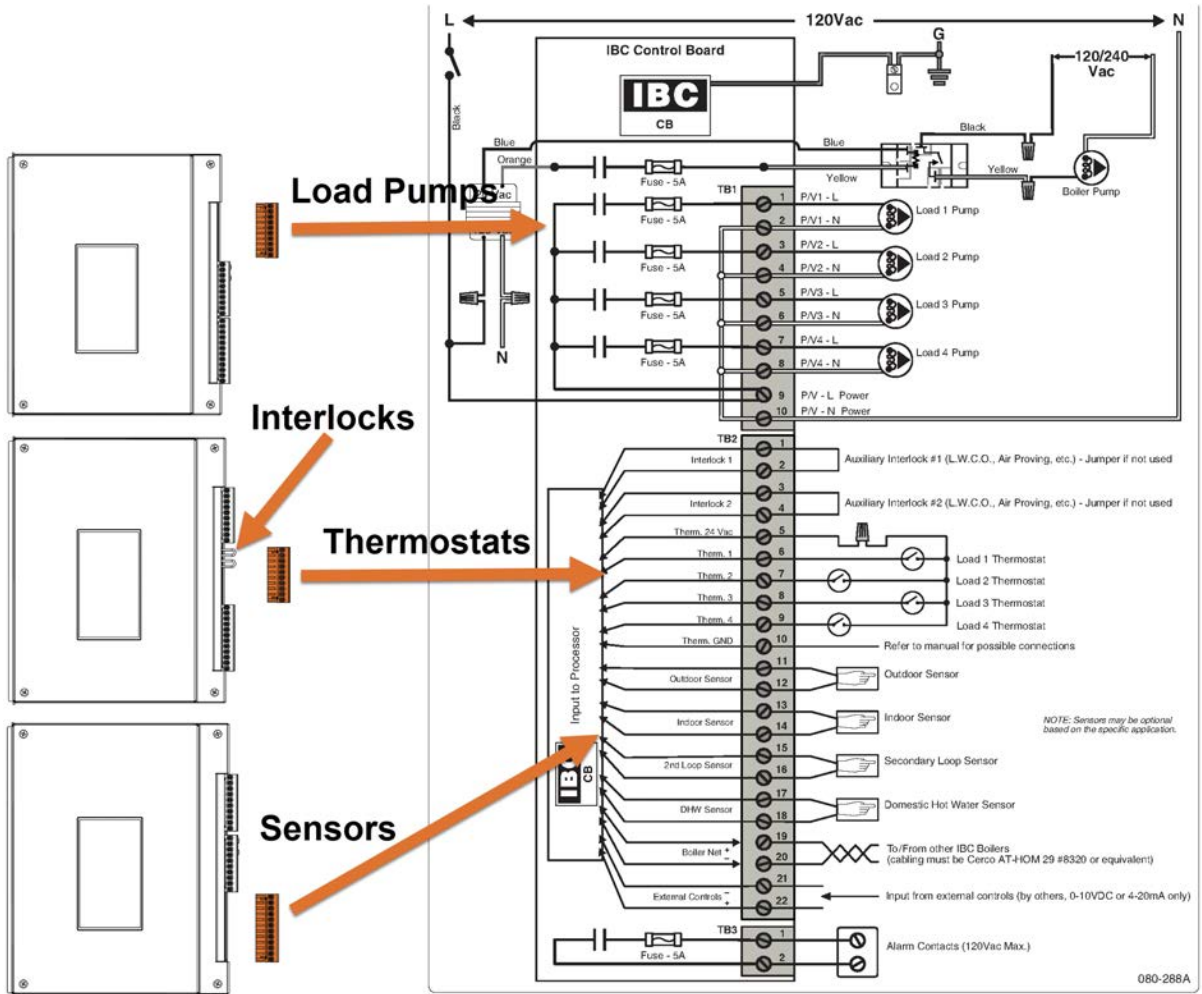 L
120Vac
N
IBC Control Board
G
120/240
Vac
IBC
CB
Black
Black
Blue
Blue
Orange
Yellow
Yellow
Fuse - 5A
Boiler Pump
Load Pumps
Vac
TB1
1
P/V1 - L
Load 1 Pump
Fuse - 5A
2
P/V1 - N
3
P/V2 - L
Load 2 Pump
Fuse - 5A
4
P/V2 - N
5
P/V3 - L
Load 3 Pump
Fuse - 5A
6
P/V3 - N
7
P/V4 - L
Load 4 Pump
Fuse - 5A
8
P/V4 - N
N
9
P/V - L Power
10
P/V - N Power
Interlocks
TB2
1
Interlock 1
2
Auxiliary Interlock #1 (L.W.C.O., Air Proving, etc.) - Jumper if not used
3
Interlock 2
4
Auxiliary Interlock #2 (L.W.C.O., Air Proving, etc.) - Jumper if not used
Thermostats
Therm. 24 Vac
5
Therm. 1
6
Load 1 Thermostat
Therm. 2
7
Load 2 Thermostat
Therm. 3
8
Load 3 Thermostat
Therm. 4
9
Load 4 Thermostat
Therm. GND
10
Refer to manual for possible connections
Input to Processor
11
Outdoor Sensor
12
Outdoor Sensor
13
Indoor Sensor
14
Indoor Sensor
NOTE: Sensors may be optional
based on the specific application.
15
2nd Loop Sensor
16
Secondary Loop Sensor
CB
17
DHW Sensor
18
Domestic Hot Water Sensor
Sensors
19
Boiler Net + −
20
To/From other IBC Boilers
(cabling must be Cerco AT-HOM 29 #8320 or equivalent)
21
External Controls − +
22
Input from external controls (by others, 0-10VDC or 4-20mA only)
TB3
1
Fuse - 5A
2
Alarm Contacts (120Vac Max.)
080-288A